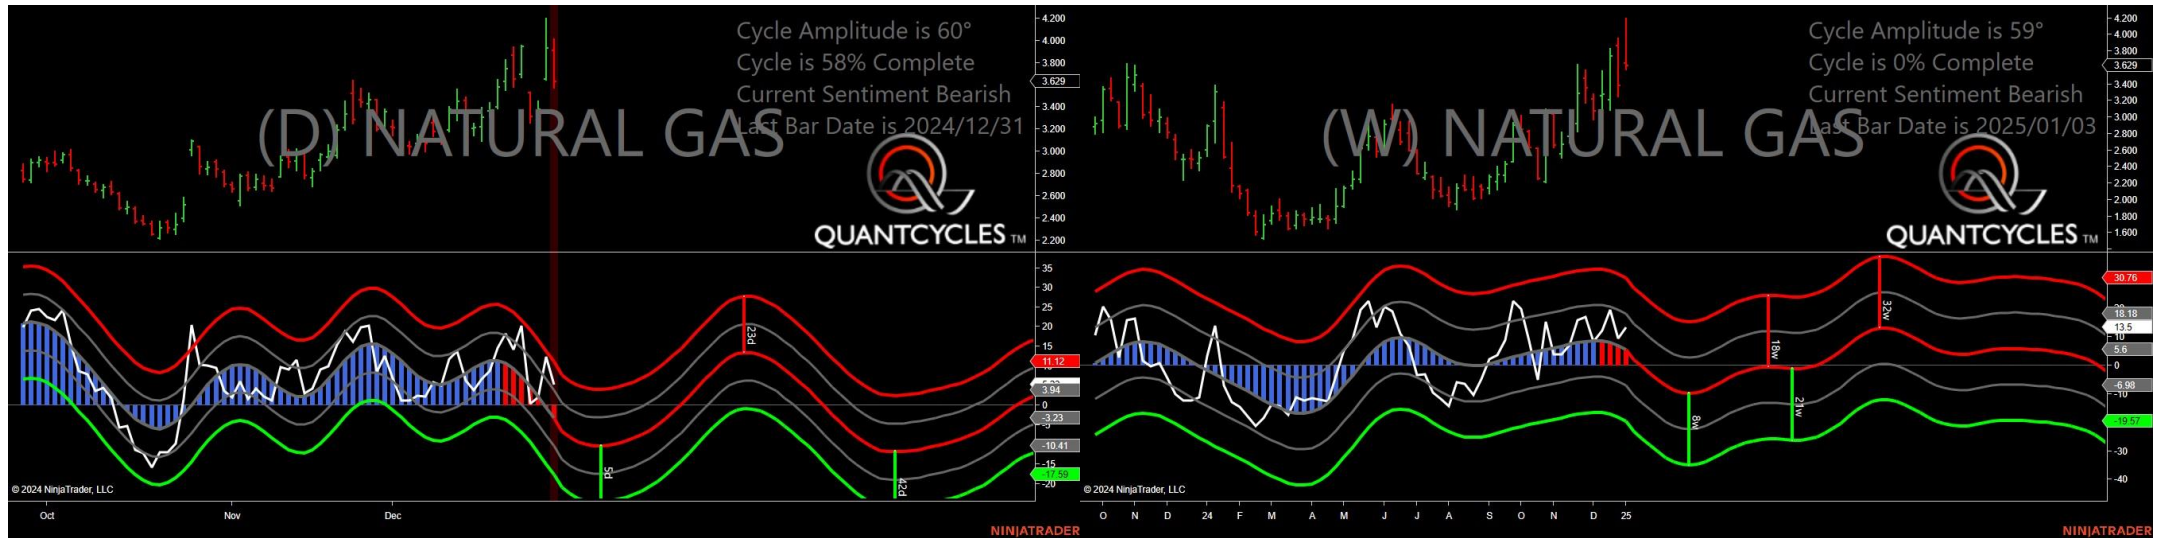 Cycle Amplitude is 60°
Cycle is 58% Complete
Current Sentiment Bearish
Last Bar Date is 2024/12/31
(D) NATURAL GAS
QUANTCYCLES TM
4.200
4.000
3.800
3.629
3.400
3.200
3.000
2.800
2.600
2.400
2.200
35
30
25
20
15
11.12
3.94
0
-3.23
-5
-10.41
-15
-17.59
-20
5d
23d
42d
© 2024 NinjaTrader, LLC
Oct
Nov
Dec
NINJATRADER
Cycle Amplitude is 59°
Cycle is 0% Complete
Current Sentiment Bearish
Last Bar Date is 2025/01/03
(W) NATURAL GAS
QUANTCYCLES TM
4.200
4.000
3.800
3.629
3.400
3.200
3.000
2.800
2.600
2.400
2.200
2.000
1.800
1.600
30.76
18.18
13.5
10
5.6
0
-6.98
-10
-19.57
-30
-40
8w
18w
21w
32w
© 2024 NinjaTrader, LLC
O N D 24 F M A M J J A S O N D 25
NINJATRADER